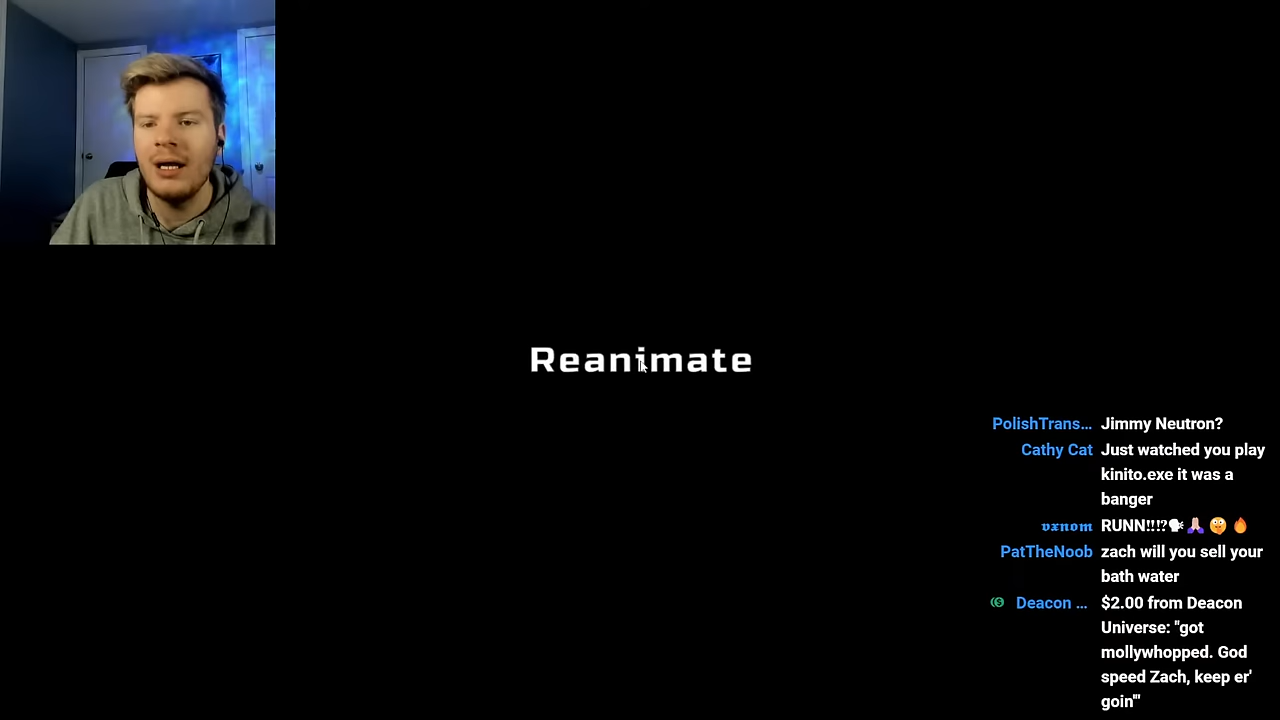 Reanimate
PolishTrans… Jimmy Neutron?
Cathy Cat Just watched you play
kinito.exe it was a
banger
𝖛𝖝𝖓𝖔𝖒 RUNN‼️⁉️🗣️🙏🏻🫣🔥
PatTheNoob zach will you sell your
bath water
Deacon … $2.00 from Deacon
Universe: "got
mollywhopped. God
speed Zach, keep er'
goin'"